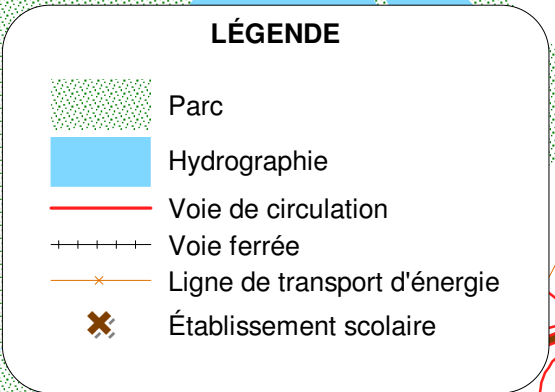 LÉGENDE
Parc
Hydrographie
Voie de circulation
Voie ferrée
Ligne de transport d'énergie
Établissement scolaire